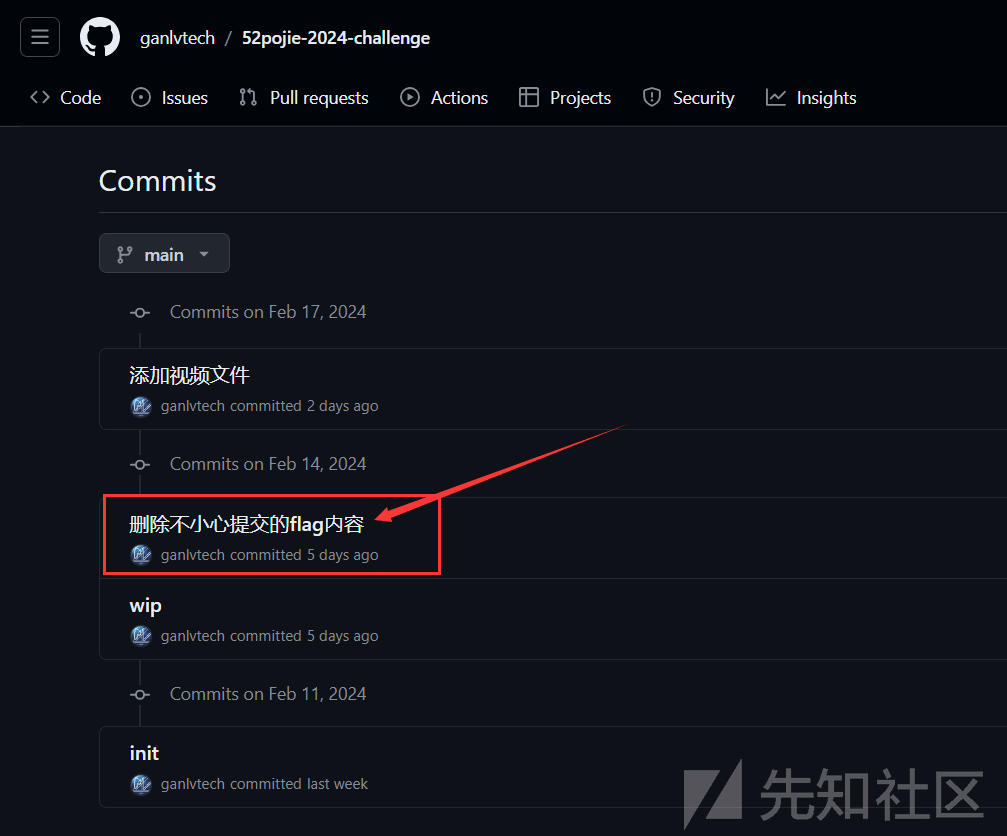 ganlvtech / 52pojie-2024-challenge
Code Issues Pull requests Actions Projects Security Insights
Commits
main
Commits on Feb 17, 2024
添加视频文件
ganlvtech committed 2 days ago
Commits on Feb 14, 2024
删除不小心提交的flag内容
ganlvtech committed 5 days ago
wip
ganlvtech committed 5 days ago
Commits on Feb 11, 2024
init
ganlvtech committed last week
先知社区